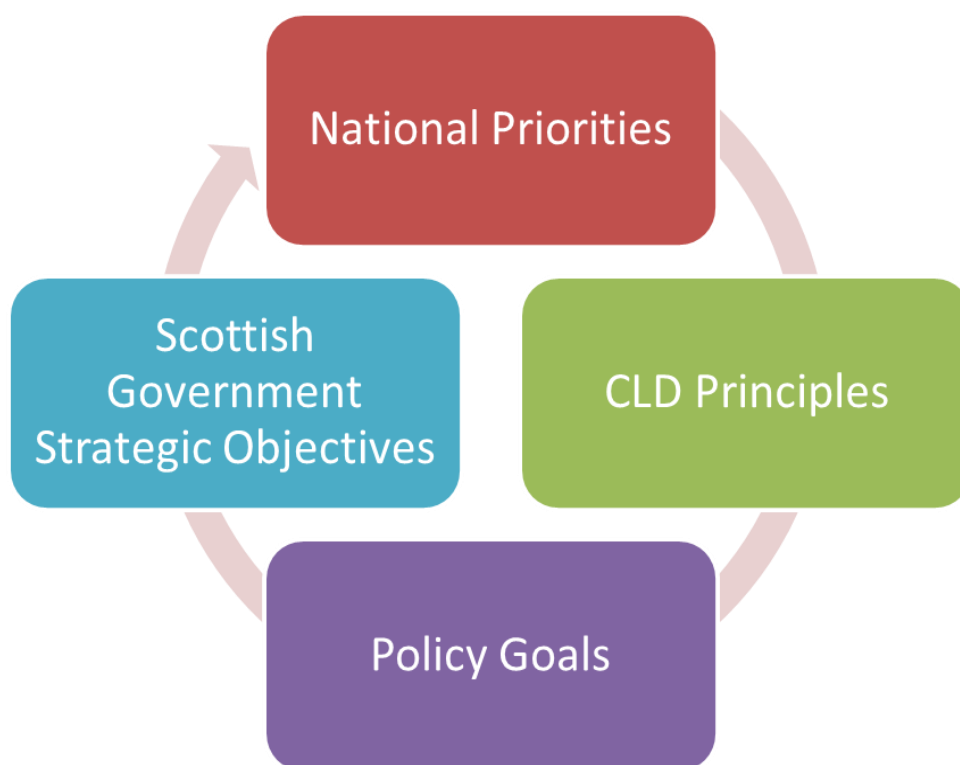 National Priorities
Scottish
Government
Strategic Objectives
CLD Principles
Policy Goals